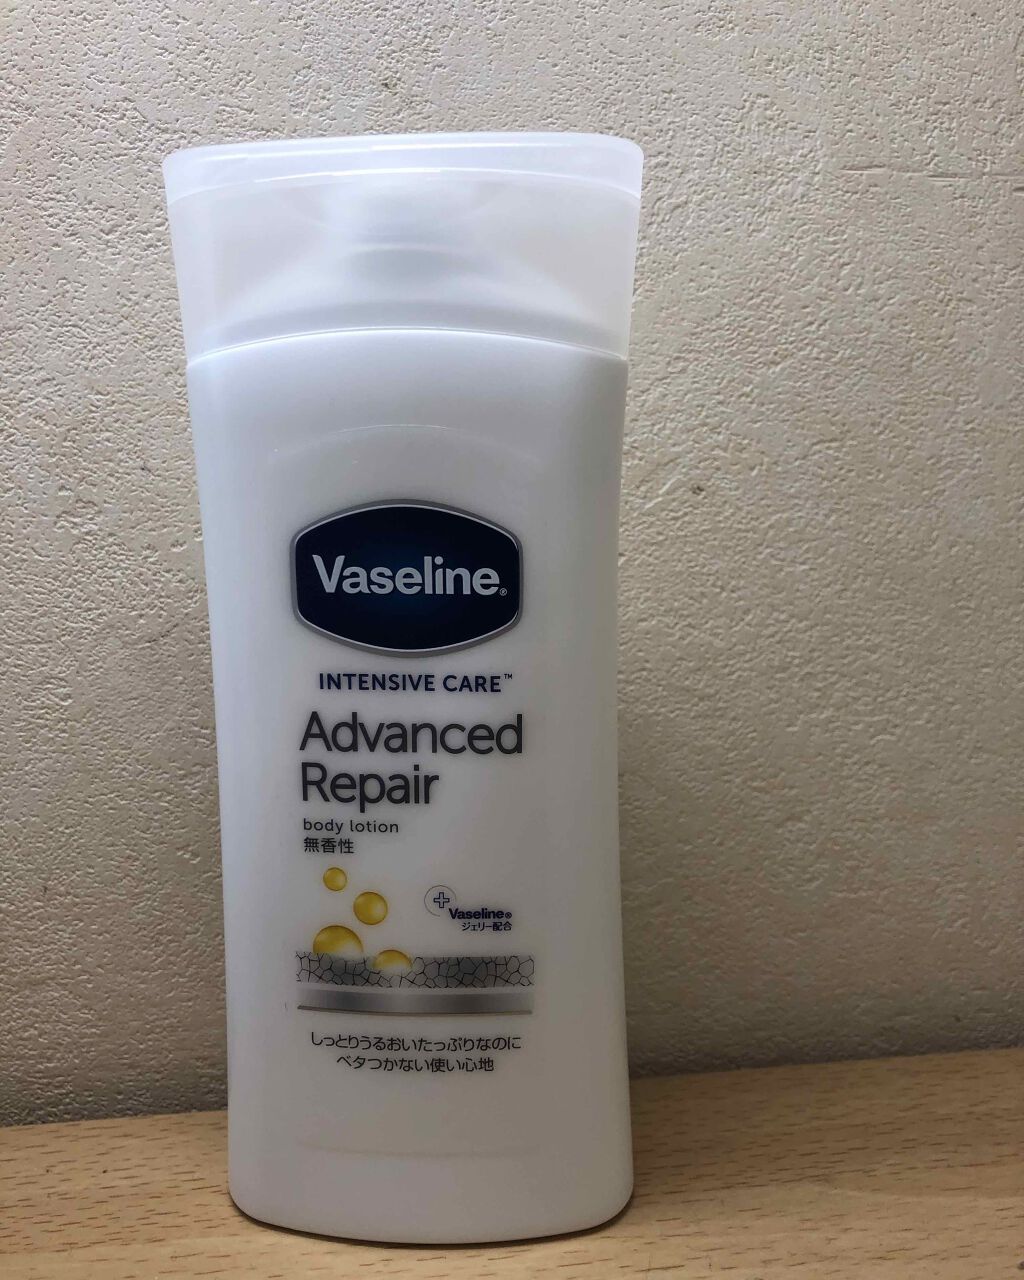 Vaseline®
INTENSIVE CARE™
Advanced
Repair
body lotion
無香性
Vaseline®
ジェリー配合
しっとりうるおいたっぷりなのに
ベタつかない使い心地